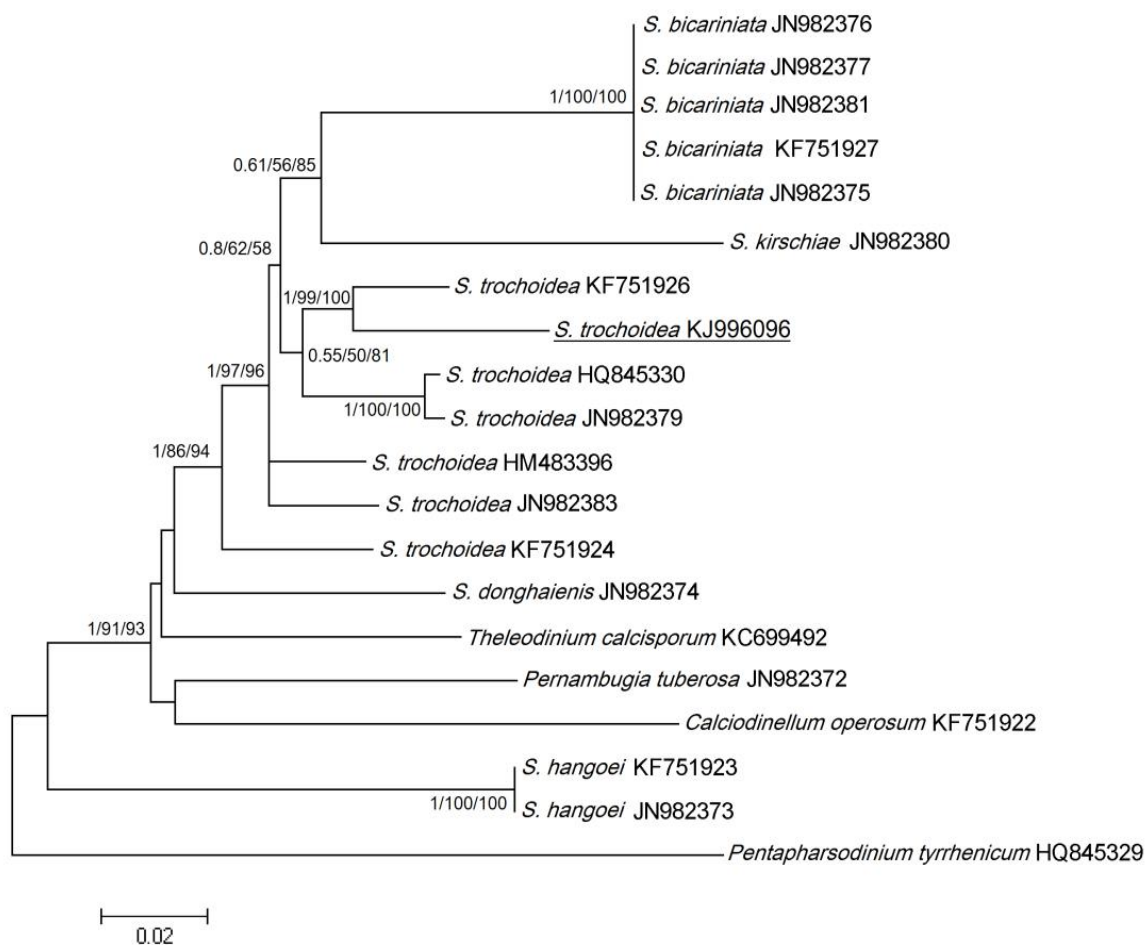 S. bicariniata JN982376
S. bicariniata JN982377
1/100/100
S. bicariniata JN982381
S. bicariniata KF751927
0.61/56/85
S. bicariniata JN982375
S. kirschiae JN982380
0.8/62/58
S. trochoidea KF751926
1/99/100
S. trochoidea KJ996096
0.55/50/81
S. trochoidea HQ845330
1/97/96
1/100/100
S. trochoidea JN982379
1/86/94
S. trochoidea HM483396
S. trochoidea JN982383
S. trochoidea KF751924
S. donghaienis JN982374
1/91/93
Theleodinium calcisporum KC699492
Pernambugia tuberosa JN982372
Calciodinellum operosum KF751922
S. hangoei KF751923
1/100/100
S. hangoei JN982373
Pentapharsodinium tyrrhenicum HQ845329
0.02